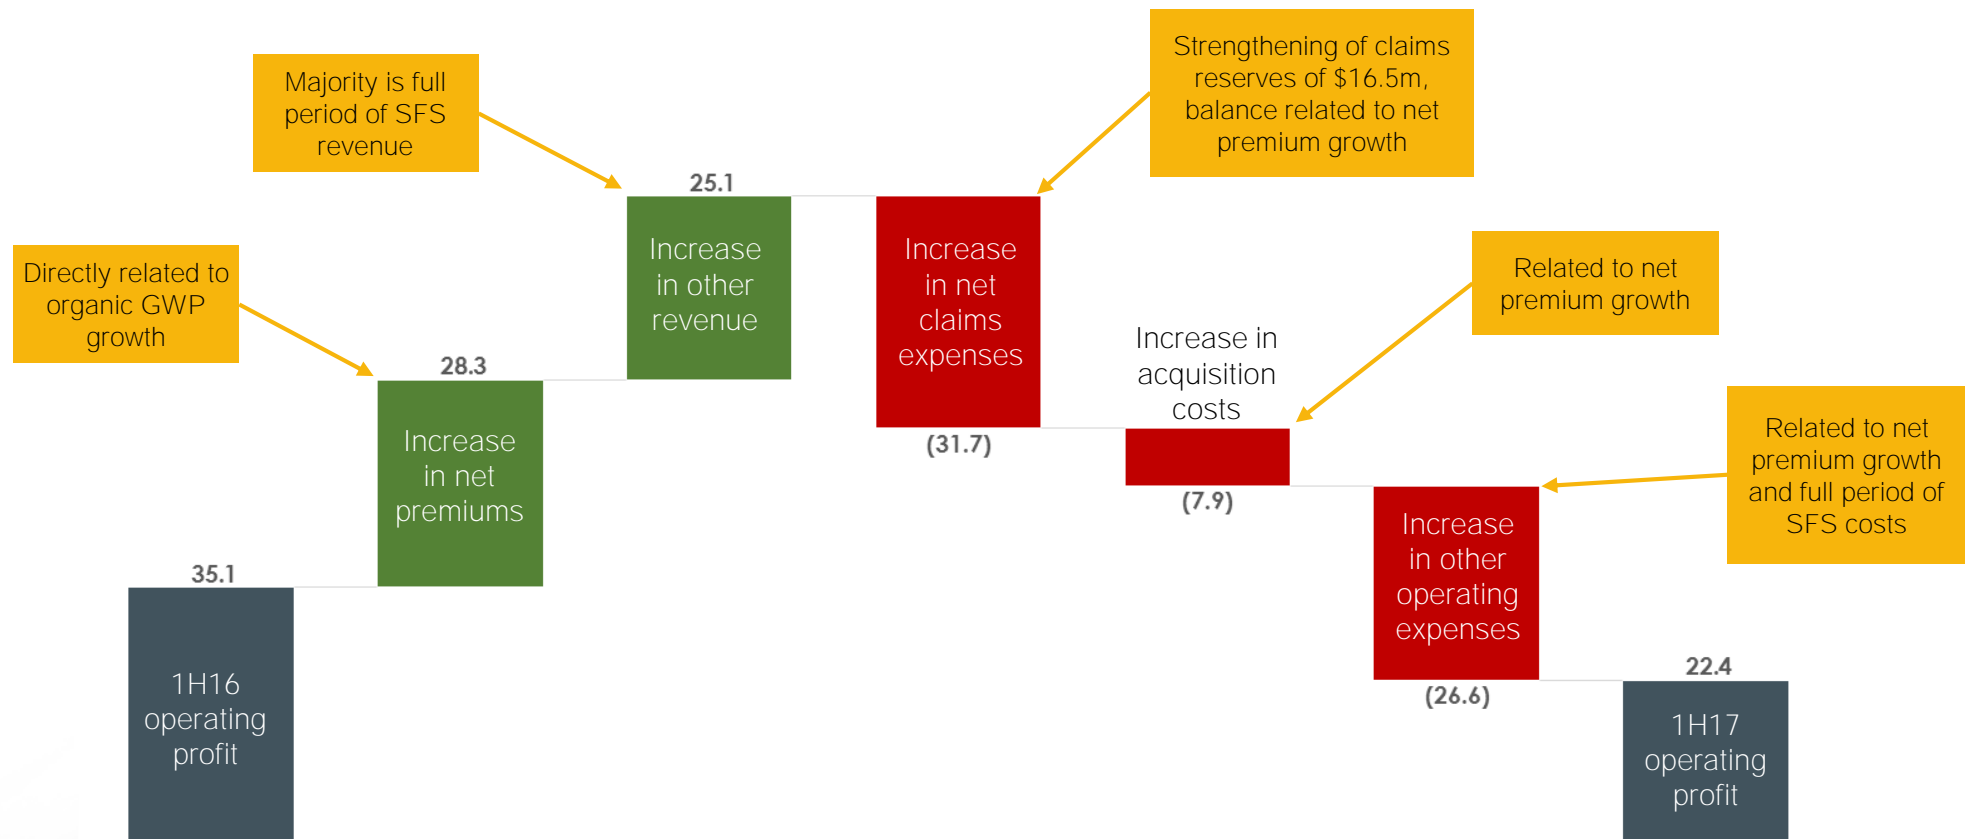 Majority is full
period of SFS
revenue
Strengthening of claims
reserves of $16.5m,
balance related to net
premium growth
Directly related to
organic GWP
growth
Related to net
premium growth
Related to net
premium growth
and full period of
SFS costs
35.1
1H16
operating
profit
28.3
Increase
in net
premiums
25.1
Increase
in other
revenue
Increase
in net
claims
expenses
(31.7)
Increase in
acquisition
costs
(7.9)
Increase
in other
operating
expenses
(26.6)
22.4
1H17
operating
profit